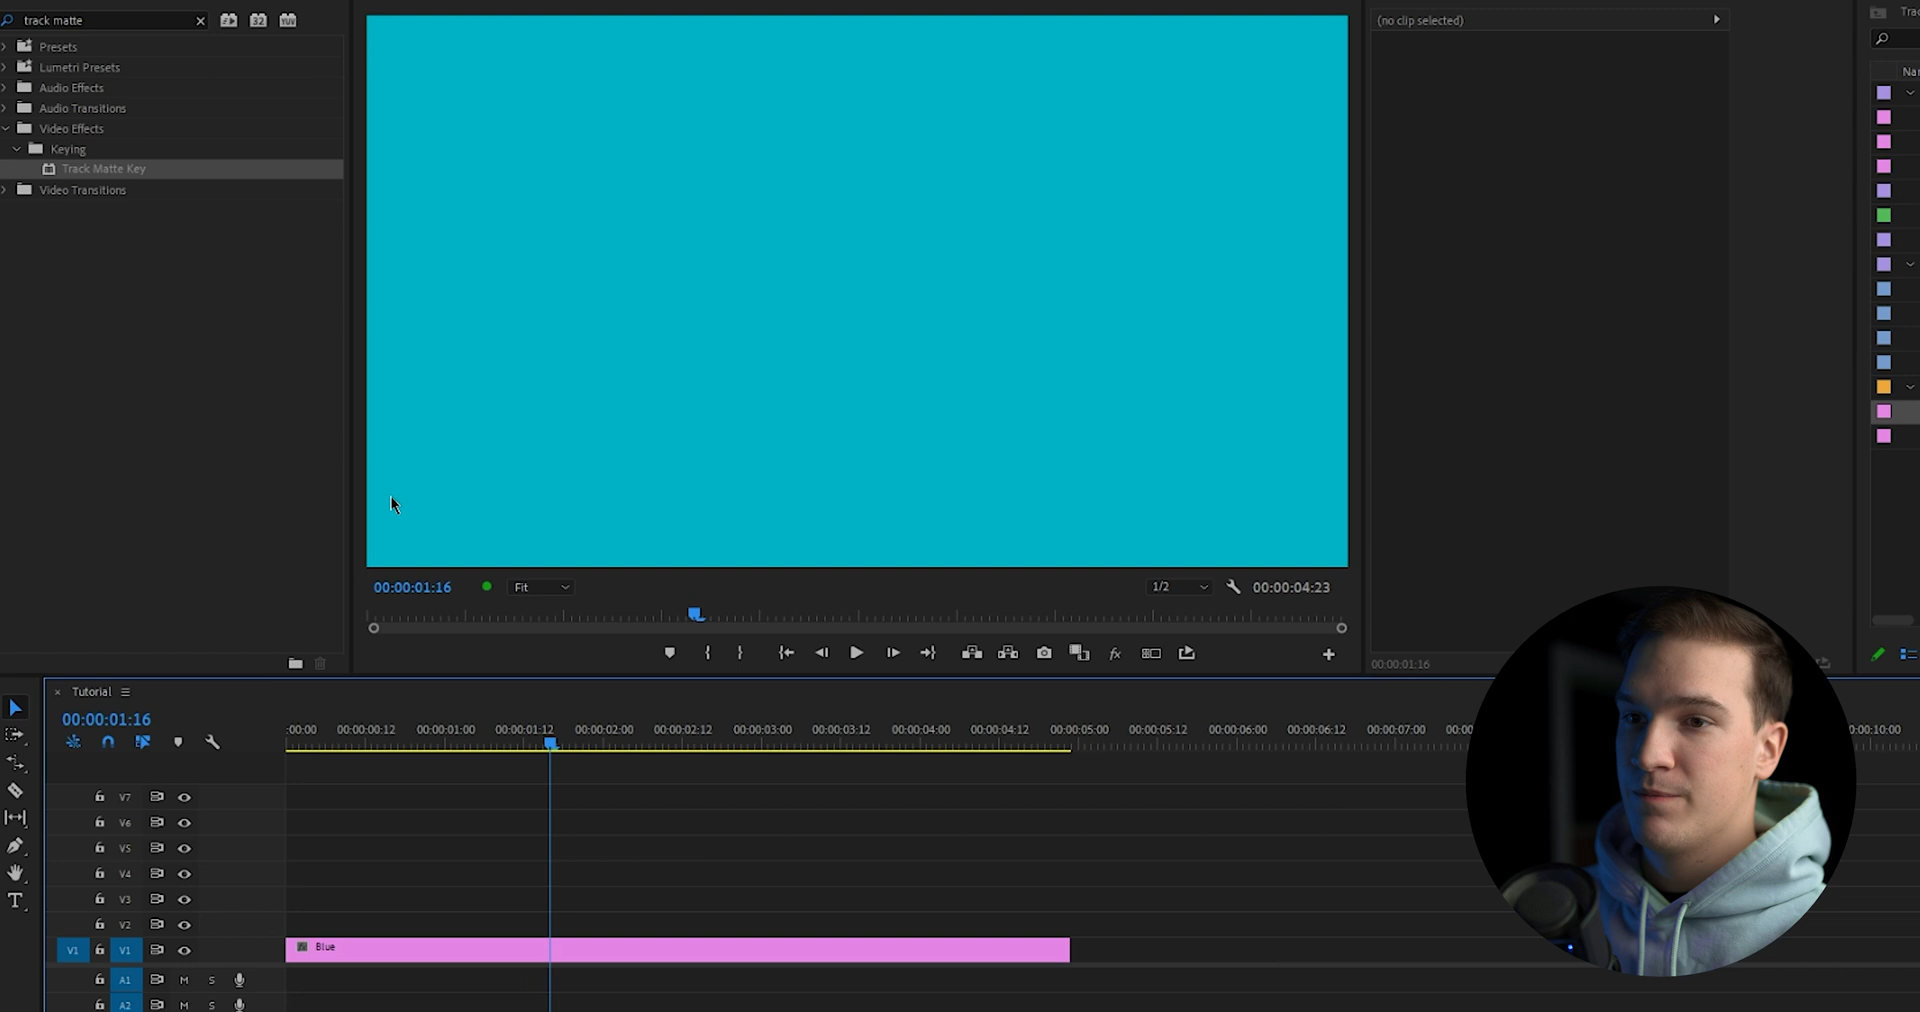 track matte
32
YUV
Presets
Lumetri Presets
Audio Effects
Audio Transitions
Video Effects
Keying
Track Matte Key
Video Transitions
(no clip selected)
00:00:01:16
Fit
1/2
00:00:04:23
fx
00:00:01:16
× Tutorial
00:00:01:16
:00:00 00:00:00:12 00:00:01:00 00:00:01:12 00:00:02:00 00:00:02:12 00:00:03:00 00:00:03:12 00:00:04:00 00:00:04:12 00:00:05:00 00:00:05:12 00:00:06:00 00:00:06:12 00:00:07:00 00:00 0:00:10:00
V7
V6
V5
V4
V3
V2
V1 V1 Blue
A1 M S
A2 M S
T